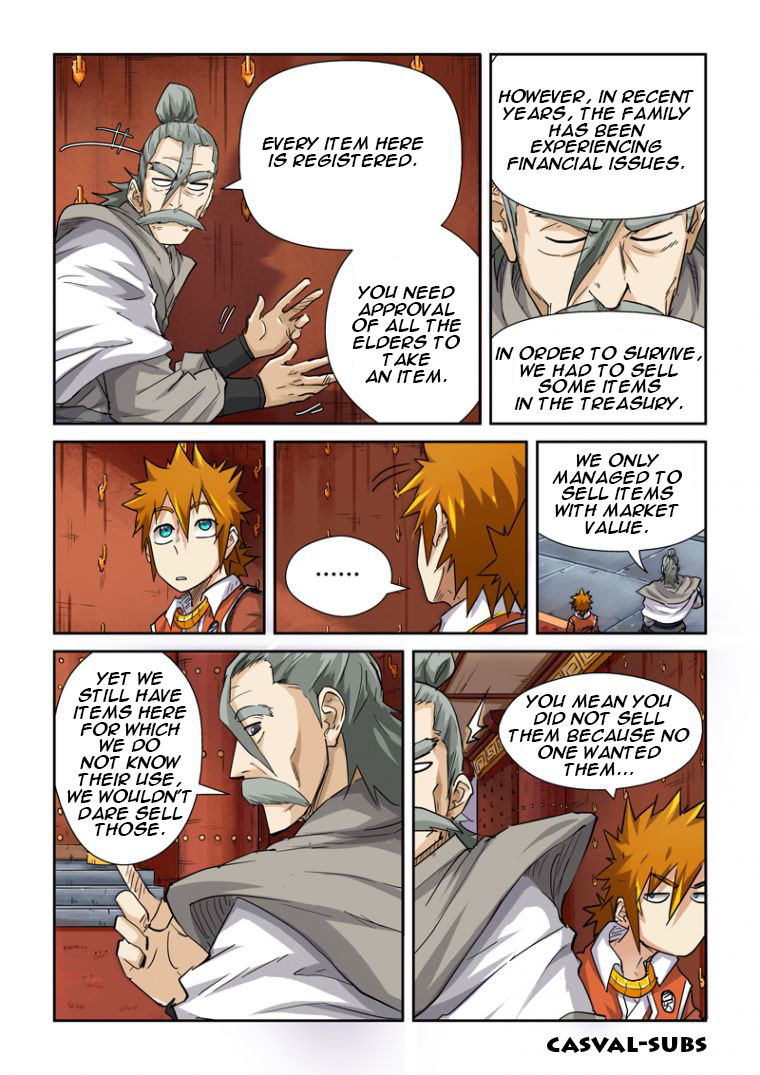 EVERY ITEM HERE
IS REGISTERED.
YOU NEED
APPROVAL
OF ALL THE
ELDERS TO
TAKE
AN ITEM.
HOWEVER, IN RECENT
YEARS, THE FAMILY
HAS BEEN
EXPERIENCING
FINANCIAL ISSUES.
IN ORDER TO SURVIVE,
WE HAD TO SELL
SOME ITEMS
IN THE TREASURY.
......
WE ONLY
MANAGED TO
SELL ITEMS
WITH MARKET
VALUE.
YET WE
STILL HAVE
ITEMS HERE
FOR WHICH
WE DO
NOT KNOW
THEIR USE,
WE WOULDN'T
DARE SELL
THOSE.
YOU MEAN YOU
DID NOT SELL
THEM BECAUSE NO
ONE WANTED
THEM...
CASVAL-SUBS